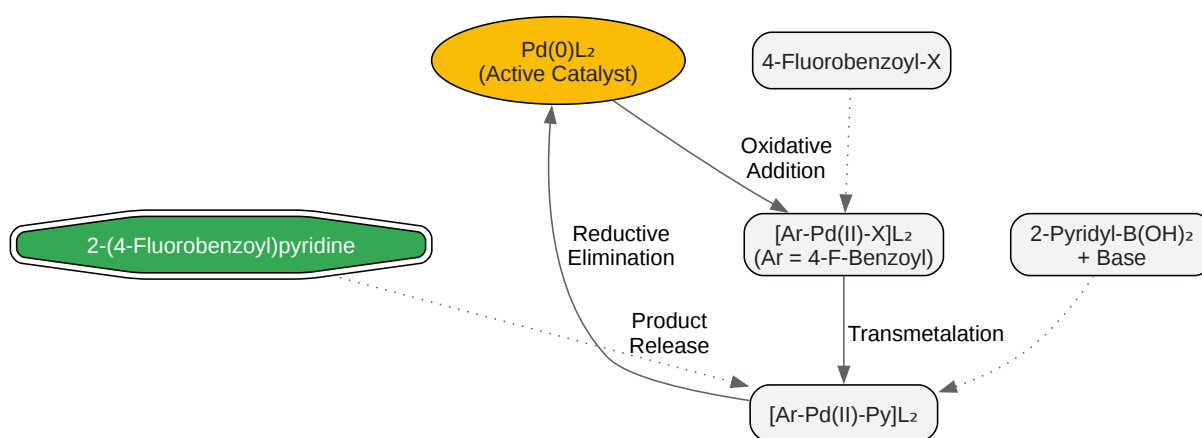 Pd(0)L₂
(Active Catalyst)
4-Fluorobenzoyl-X
Oxidative
Addition
2-(4-Fluorobenzoyl)pyridine
Reductive
Elimination
[Ar-Pd(II)-X]L₂
(Ar = 4-F-Benzoyl)
2-Pyridyl-B(OH)₂
+ Base
Product
Release
Transmetalation
[Ar-Pd(II)-Py]L₂